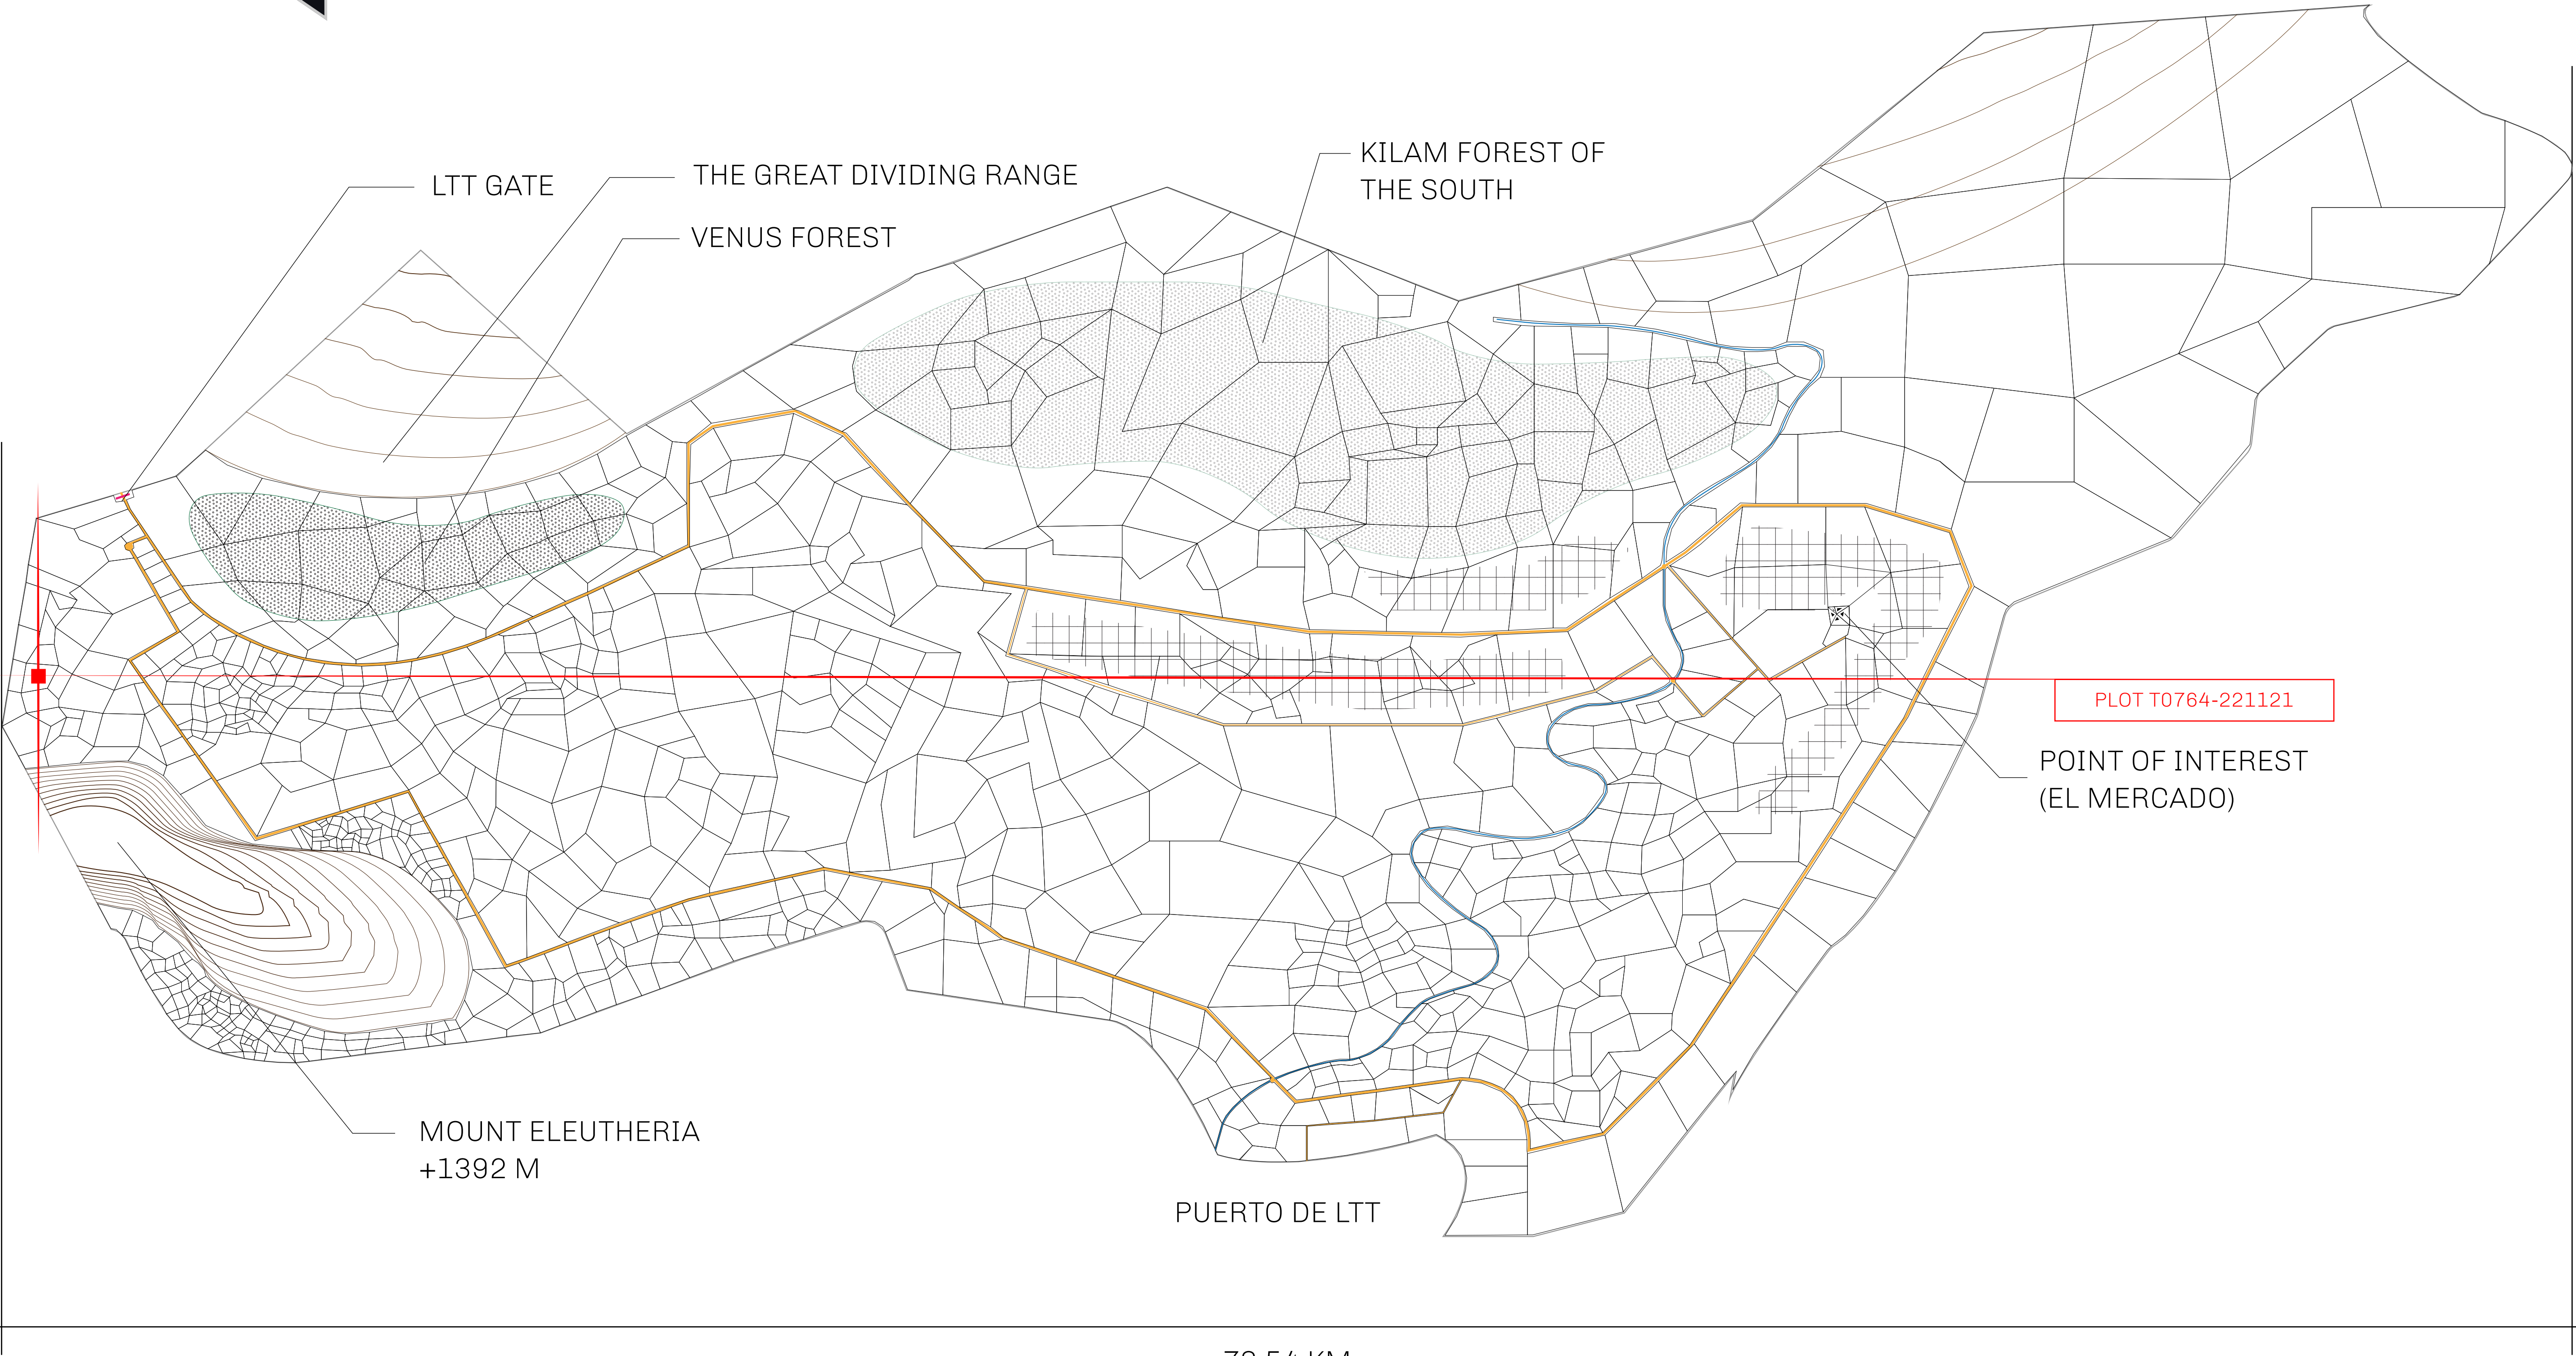 KILAM FOREST OF
THE SOUTH
THE GREAT DIVIDING RANGE
LTT GATE
VENUS FOREST
PLOT T0764-221121
POINT OF INTEREST
(EL MERCADO)
MOUNT ELEUTHERIA
+1392 M
PUERTO DE LTT
KM